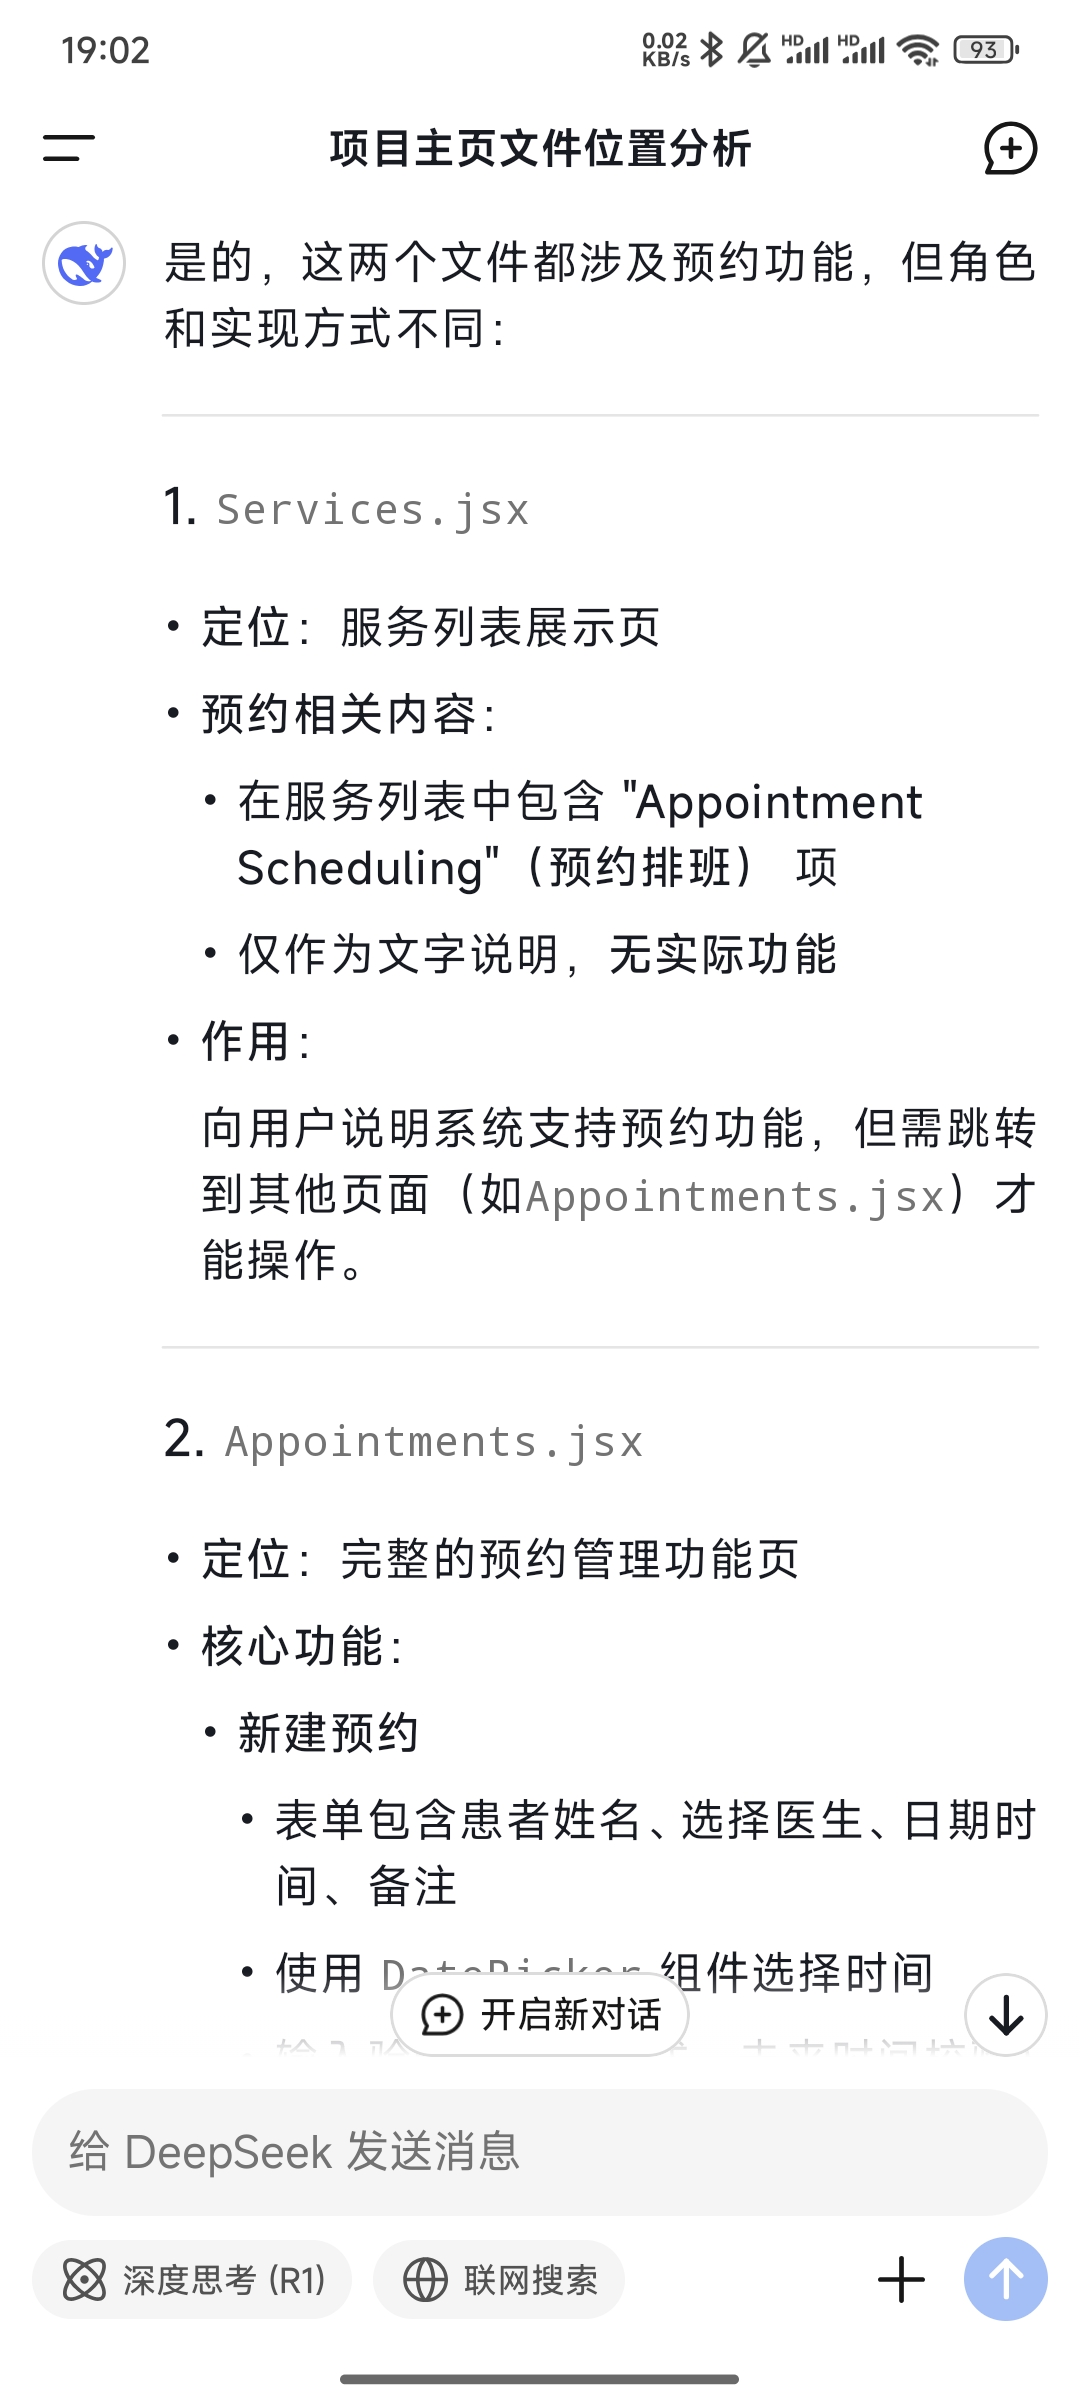 19:02
0.02
KB/s
HD
HD
93
项目主页文件位置分析
是的，这两个文件都涉及预约功能，但角色
和实现方式不同：
1. Services.jsx
• 定位：服务列表展示页
• 预约相关内容：
• 在服务列表中包含 "Appointment
Scheduling"（预约排班） 项
• 仅作为文字说明，无实际功能
• 作用：
向用户说明系统支持预约功能，但需跳转
到其他页面（如Appointments.jsx）才
能操作。
2. Appointments.jsx
• 定位：完整的预约管理功能页
• 核心功能：
• 新建预约
• 表单包含患者姓名、选择医生、日期时
间、备注
• 使用 DatePicker 组件选择时间
开启新对话
给 DeepSeek 发送消息
深度思考 (R1)
联网搜索